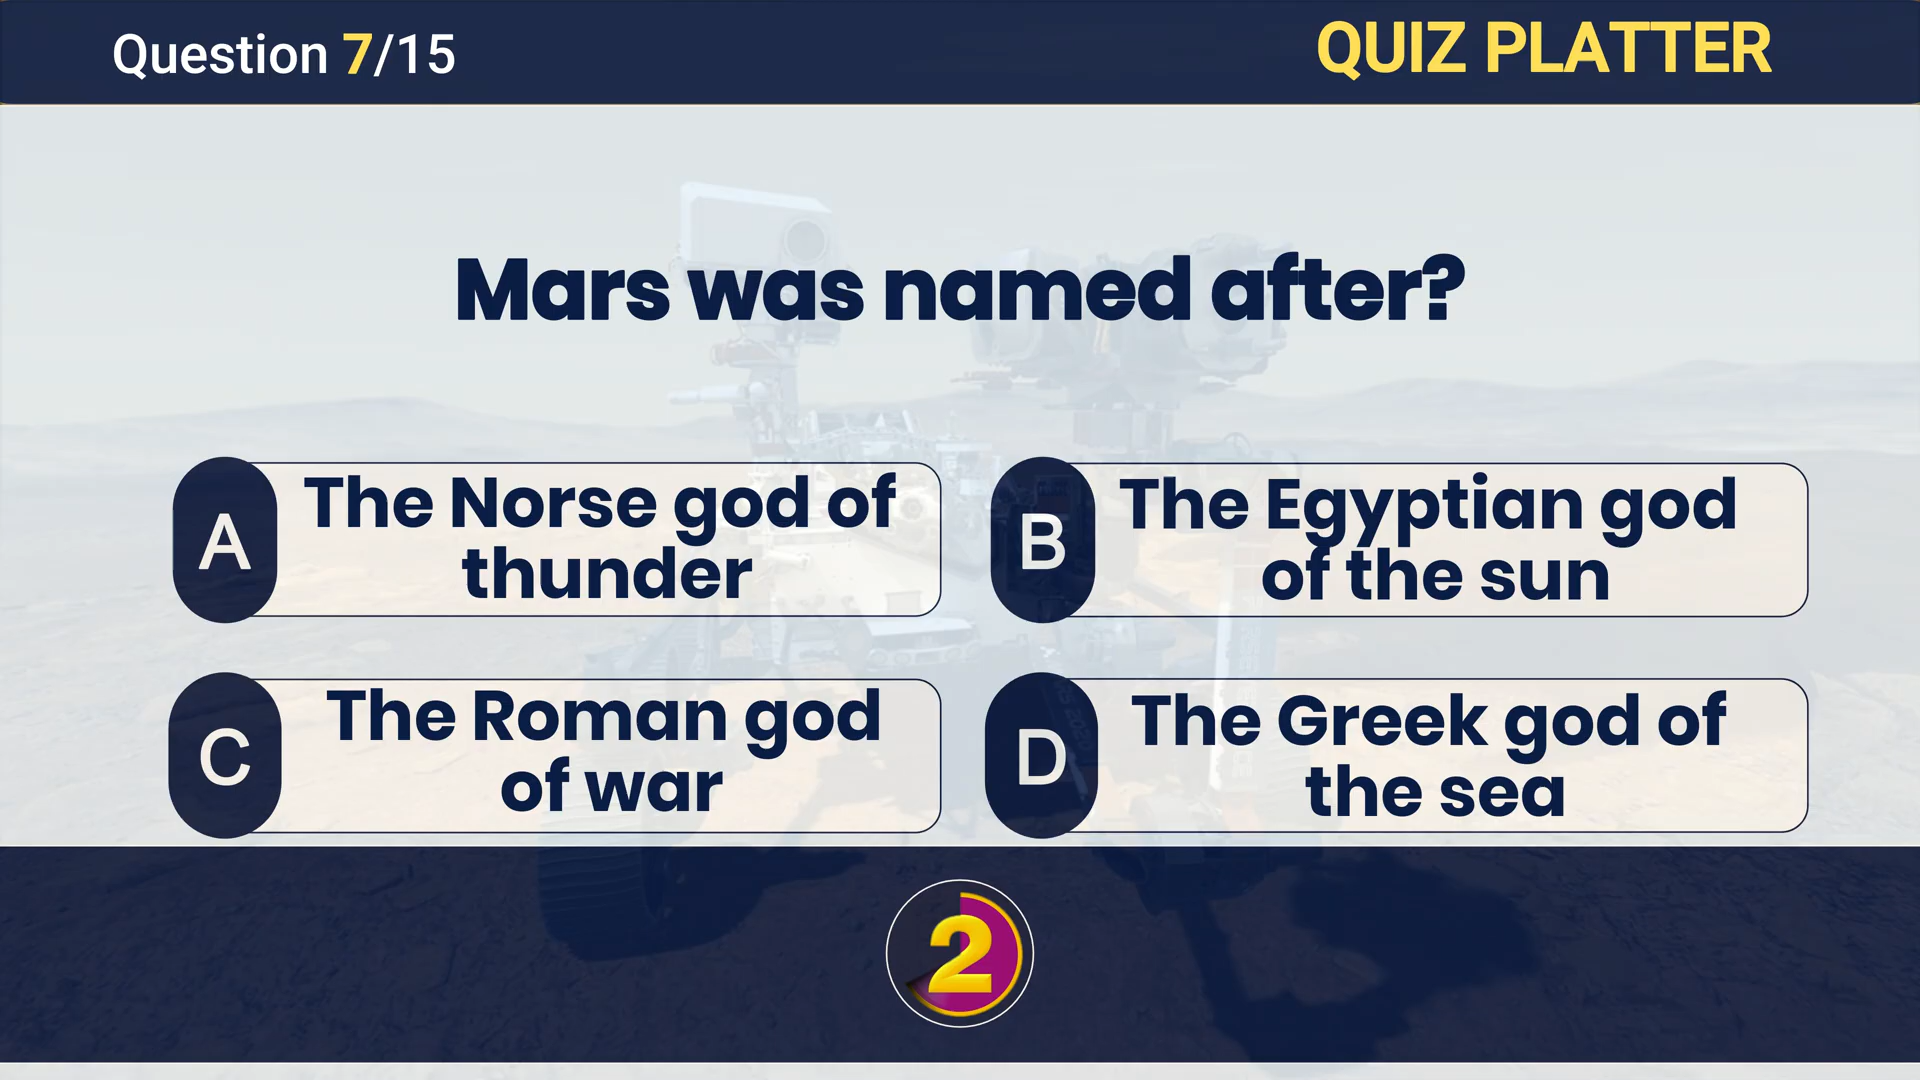 Question 7/15
QUIZ PLATTER
Mars was named after?
A
The Norse god of
thunder
B
The Egyptian god
of the sun
C
The Roman god
of war
D
The Greek god of
the sea
2